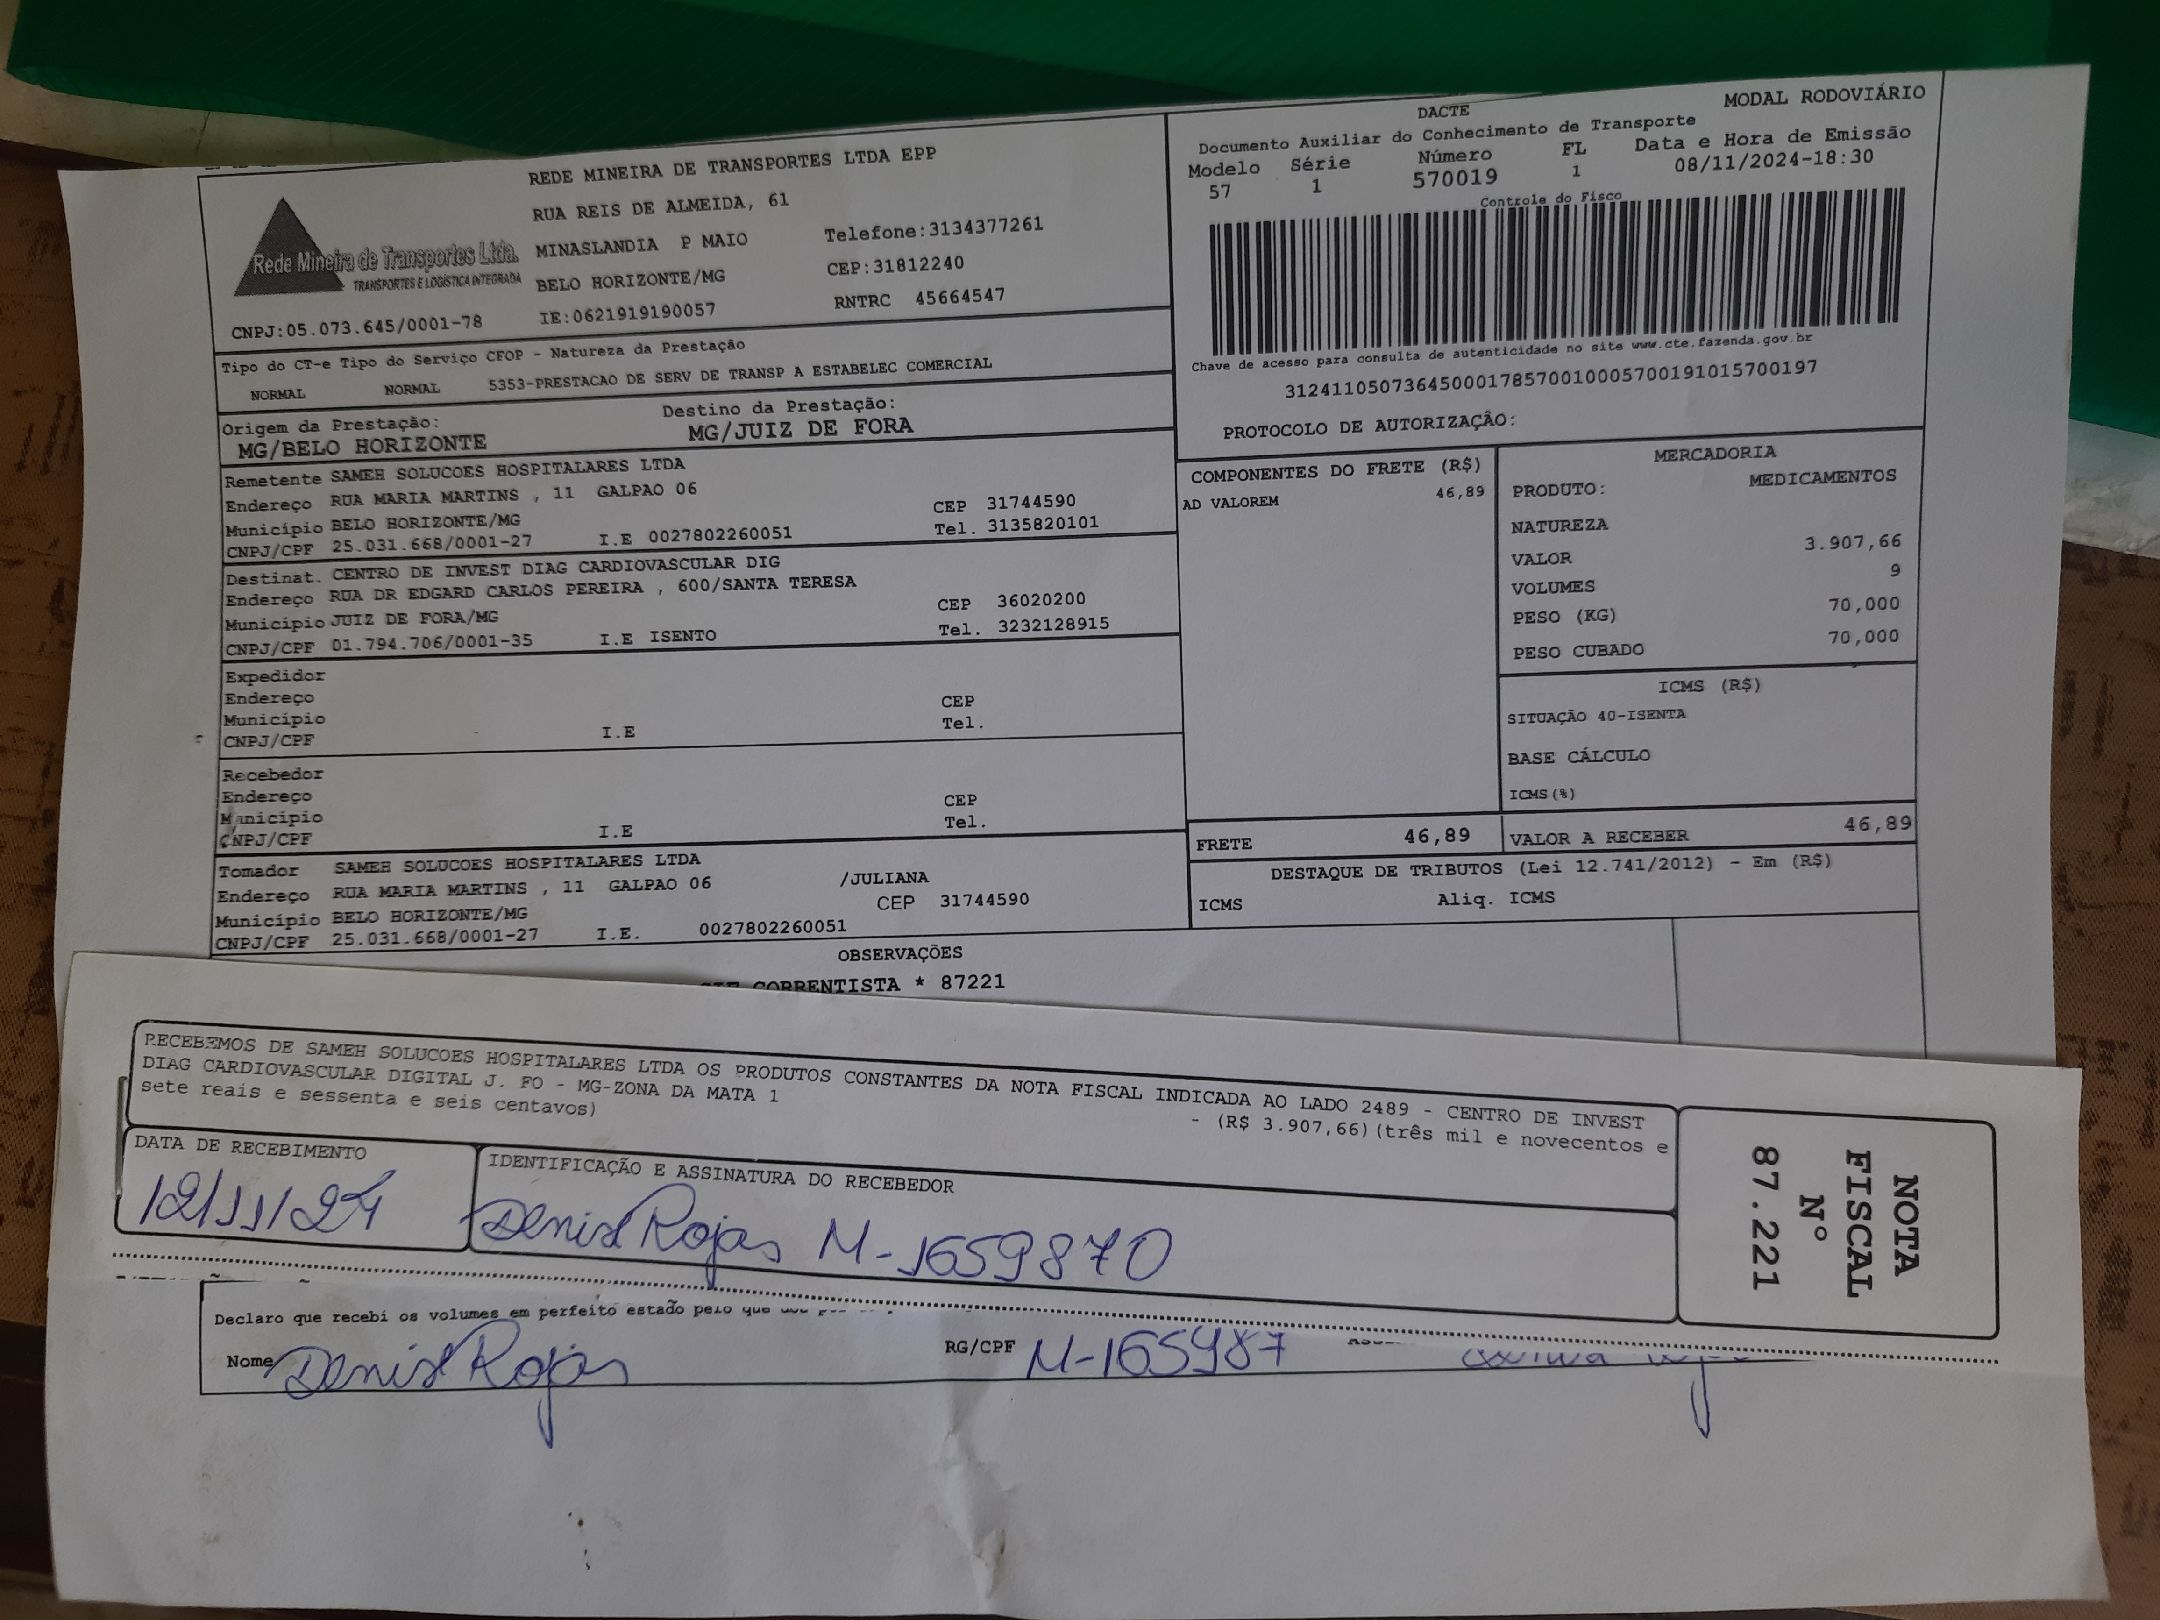 REDE MINEIRA DE TRANSPORTES LTDA EPP
RUA REIS DE ALMEIDA, 61
MINASLANDIA P MAIO Telefone:3134377261
BELO HORIZONTE/MG CEP:31812240
IE:0621919190057 RNTRC 45664547
Rede Mineira de Transportes Ltda.
TRANSPORTES E LOGÍSTICA INTEGRADA
CNPJ:05.073.645/0001-78
DACTE MODAL RODOVIÁRIO
Documento Auxiliar do Conhecimento de Transporte
Modelo Série Número FL Data e Hora de Emissão
57 1 570019 1 08/11/2024-18:30
Controle do Fisco
Chave de acesso para consulta de autenticidade no site www.cte.fazenda.gov.br
31241105073645000178570010005700191015700197
PROTOCOLO DE AUTORIZAÇÃO:
Tipo do CT-e Tipo do Serviço CFOP - Natureza da Prestação
NORMAL NORMAL 5353-PRESTACAO DE SERV DE TRANSP A ESTABELEC COMERCIAL
Origem da Prestação: Destino da Prestação:
MG/BELO HORIZONTE MG/JUIZ DE FORA
Remetente SAMEH SOLUCOES HOSPITALARES LTDA
Endereço RUA MARIA MARTINS , 11 GALPAO 06
Município BELO HORIZONTE/MG CEP 31744590
CNPJ/CPF 25.031.668/0001-27 I.E 0027802260051 Tel. 3135820101
Destinat. CENTRO DE INVEST DIAG CARDIOVASCULAR DIG
Endereço RUA DR EDGARD CARLOS PEREIRA , 600/SANTA TERESA
Município JUIZ DE FORA/MG CEP 36020200
CNPJ/CPF 01.794.706/0001-35 I.E ISENTO Tel. 3232128915
Expedidor
Endereço
Município CEP
CNPJ/CPF I.E Tel.
Recebedor
Endereço
Município CEP
CNPJ/CPF I.E Tel.
Tomador SAMEH SOLUCOES HOSPITALARES LTDA
Endereço RUA MARIA MARTINS , 11 GALPAO 06 /JULIANA
Município BELO HORIZONTE/MG CEP 31744590
CNPJ/CPF 25.031.668/0001-27 I.E. 0027802260051
COMPONENTES DO FRETE (R$)
AD VALOREM 46,89
MERCADORIA
PRODUTO: MEDICAMENTOS
NATUREZA
VALOR 3.907,66
VOLUMES 9
PESO (KG) 70,000
PESO CUBADO 70,000
ICMS (R$)
SITUAÇÃO 40-ISENTA
BASE CÁLCULO
ICMS(%)
FRETE 46,89 VALOR A RECEBER 46,89
DESTAQUE DE TRIBUTOS (Lei 12.741/2012) - Em (R$)
ICMS Aliq. ICMS
OBSERVAÇÕES
CORRENTISTA * 87221
RECEBEMOS DE SAMEH SOLUCOES HOSPITALARES LTDA OS PRODUTOS CONSTANTES DA NOTA FISCAL INDICADA AO LADO 2489 - CENTRO DE INVEST
DIAG CARDIOVASCULAR DIGITAL J. FO - MG-ZONA DA MATA 1 - (R$ 3.907,66)(três mil e novecentos e
sete reais e sessenta e seis centavos)
DATA DE RECEBIMENTO
12/11/24
IDENTIFICAÇÃO E ASSINATURA DO RECEBEDOR
Denise Rojas M-1659870
NOTA
FISCAL
Nº
87.221
Declaro que recebi os volumes em perfeito estado pelo que
Nome Denise Rojas RG/CPF M-165987